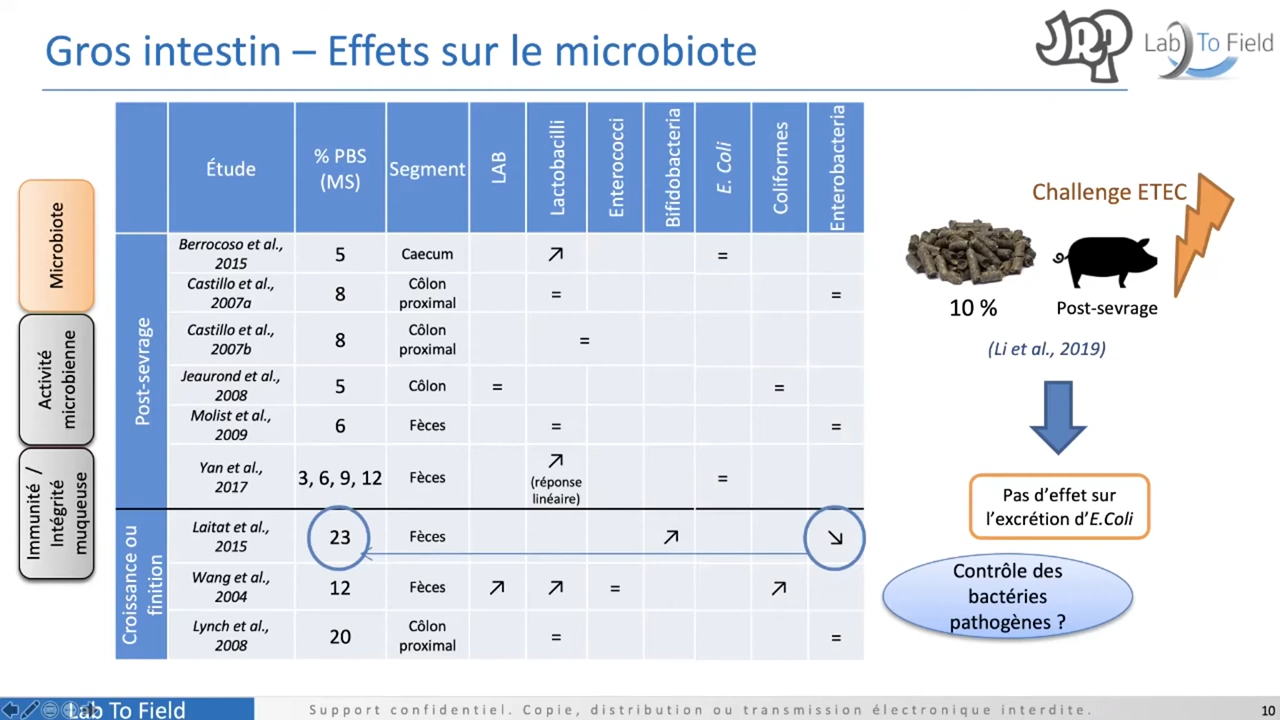 Gros intestin – Effets sur le microbiote
JRP
Lab To Field
Microbiote
Activité
microbienne
Immunité /
Intégrité
muqueuse
Étude
% PBS
(MS)
Segment
LAB
Lactobacilli
Enterococci
Bifidobacteria
E. Coli
Coliformes
Enterobacteria
Post-sevrage
Berrocoso et al.,
2015
5
Caecum
↗
=
Castillo et al.,
2007a
8
Côlon
proximal
=
=
Castillo et al.,
2007b
8
Côlon
proximal
=
Jeaurond et al.,
2008
5
Côlon
=
=
Molist et al.,
2009
6
Fèces
=
=
Yan et al.,
2017
3, 6, 9, 12
Fèces
↗
(réponse
linéaire)
=
Croissance ou
finition
Laitat et al.,
2015
23
Fèces
↗
↘
Wang et al.,
2004
12
Fèces
↗
↗
=
↗
Lynch et al.,
2008
20
Côlon
proximal
=
=
Challenge ETEC
10 %
Post-sevrage
(Li et al., 2019)
Pas d'effet sur
l'excrétion d'E.Coli
Contrôle des
bactéries
pathogènes ?
Lab To Field
Support confidentiel. Copie, distribution ou transmission électronique interdite.
10